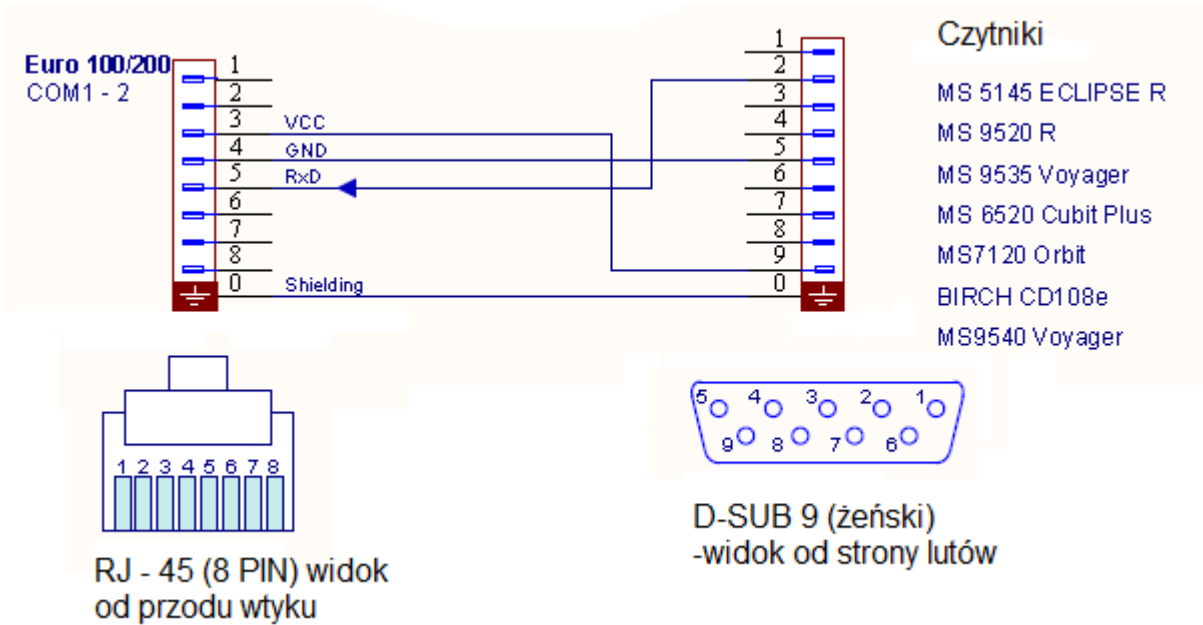 Euro 100/200
COM1 - 2
1
2
3
4
5
6
7
8
0
VCC
GND
RxD
Shielding
1
2
3
4
5
6
7
8
9
0
Czytniki
MS 5145 ECLIPSE R
MS 9520 R
MS 9535 Voyager
MS 6520 Cubit Plus
MS7120 Orbit
BIRCH CD108e
MS9540 Voyager
1 2 3 4 5 6 7 8
RJ - 45 (8 PIN) widok
od przodu wtyku
5 4 3 2 1
9 8 7 6
D-SUB 9 (żeński)
-widok od strony lutów